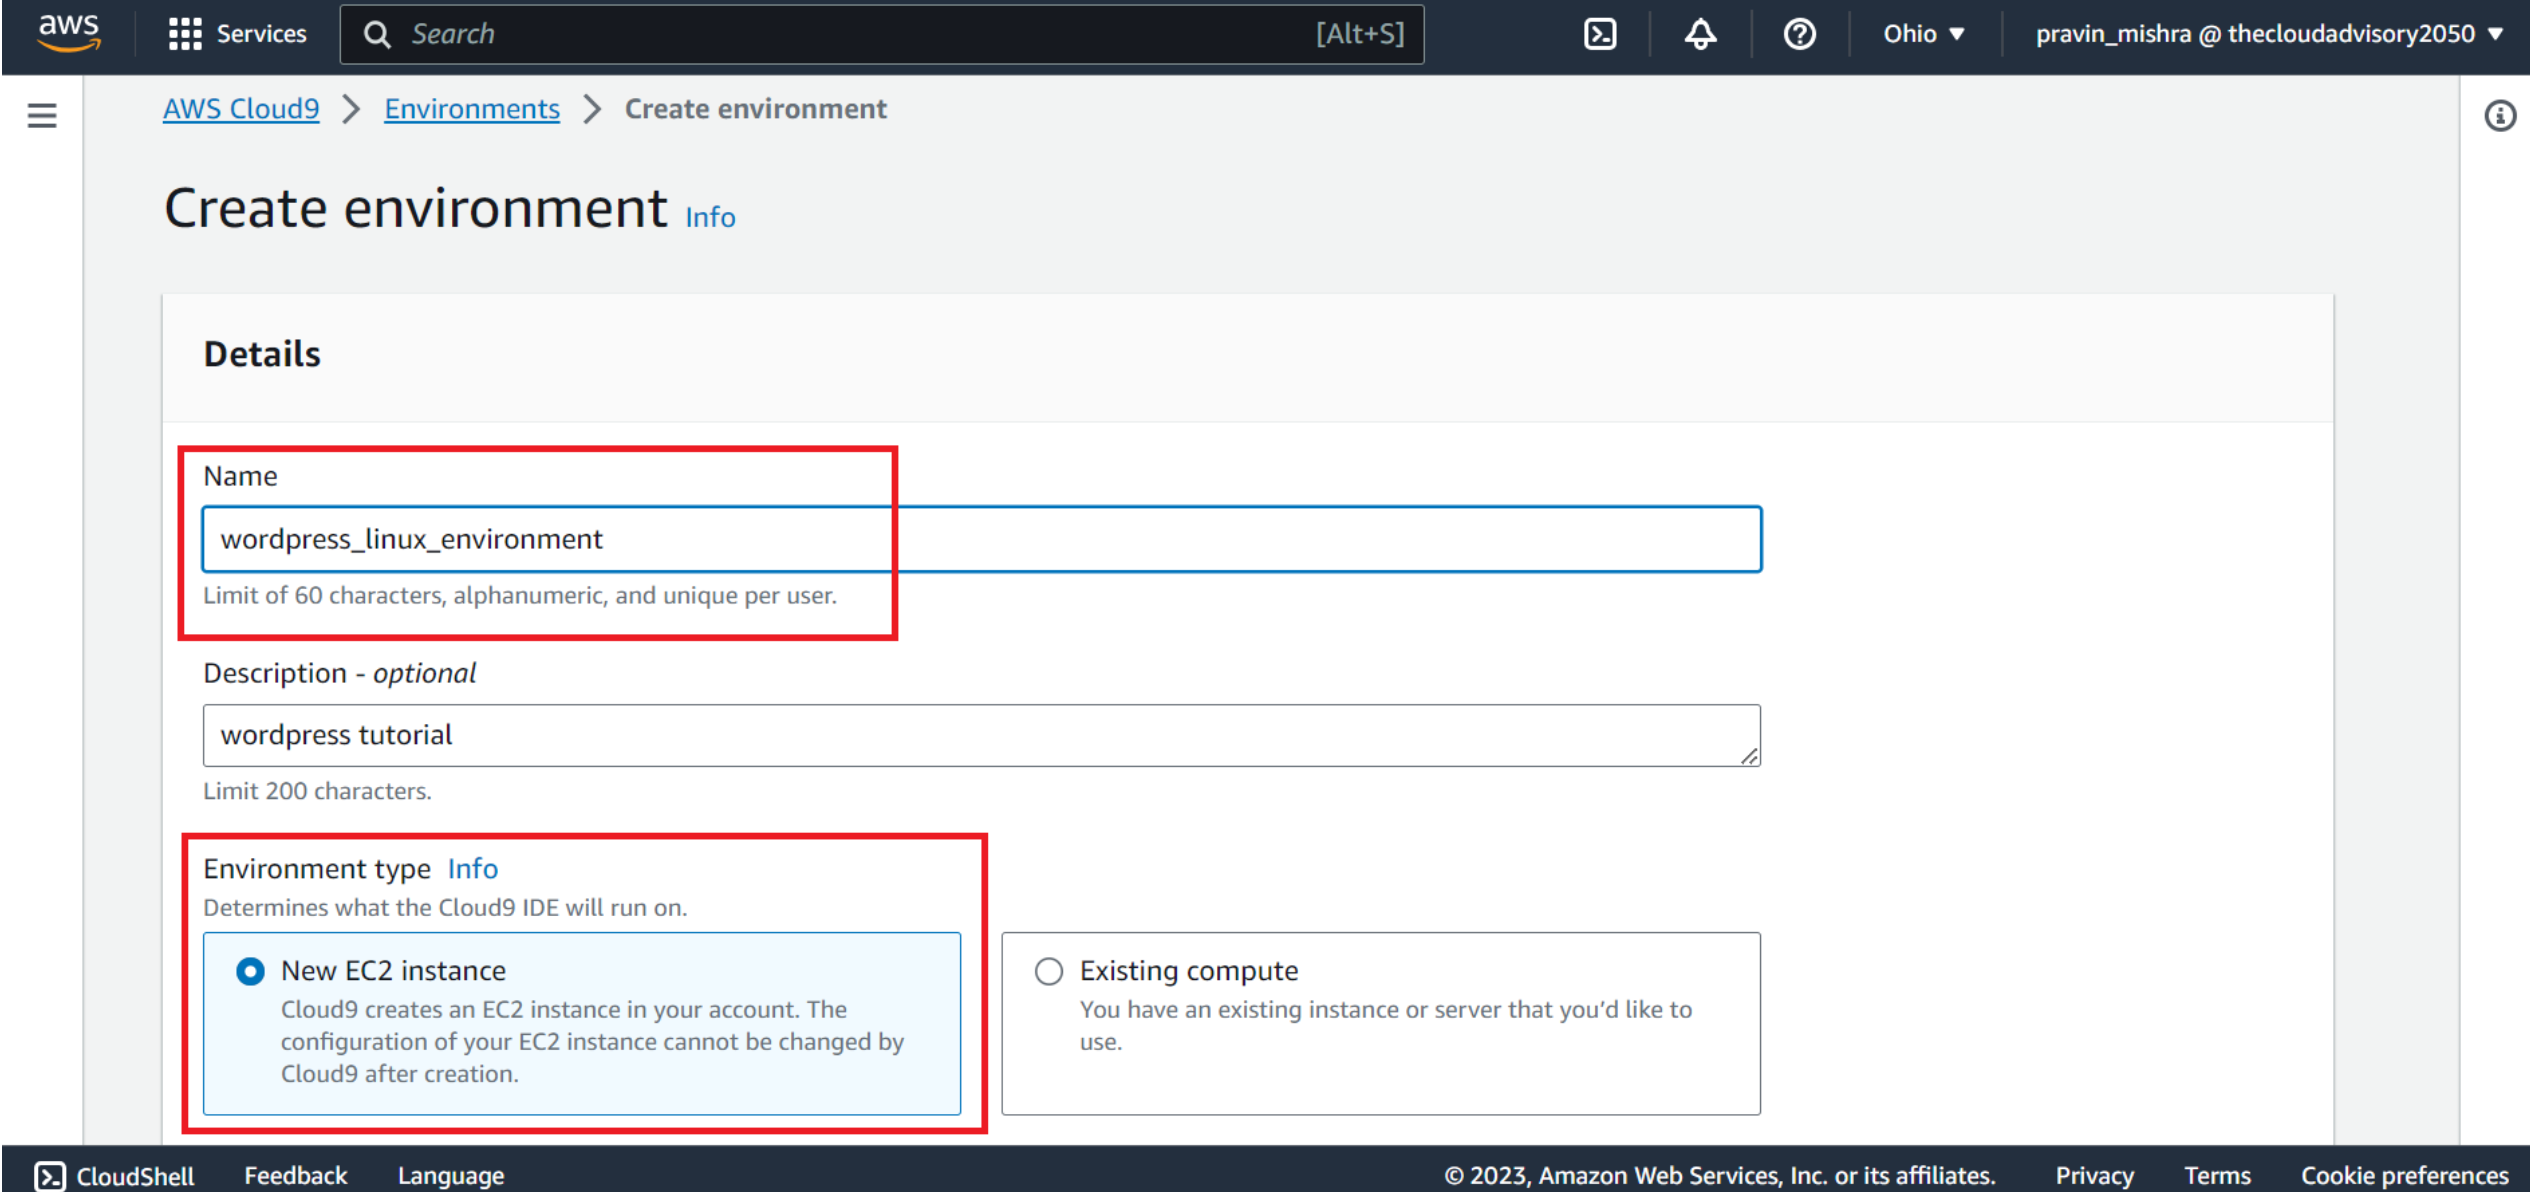 aws Services Search [Alt+S] Ohio pravin_mishra @ thecloudadvisory2050
AWS Cloud9 > Environments > Create environment
Create environment Info
Details
Name
wordpress_linux_environment
Limit of 60 characters, alphanumeric, and unique per user.
Description - optional
wordpress tutorial
Limit 200 characters.
Environment type Info
Determines what the Cloud9 IDE will run on.
New EC2 instance
Cloud9 creates an EC2 instance in your account. The
configuration of your EC2 instance cannot be changed by
Cloud9 after creation.
Existing compute
You have an existing instance or server that you’d like to
use.
CloudShell Feedback Language © 2023, Amazon Web Services, Inc. or its affiliates. Privacy Terms Cookie preferences